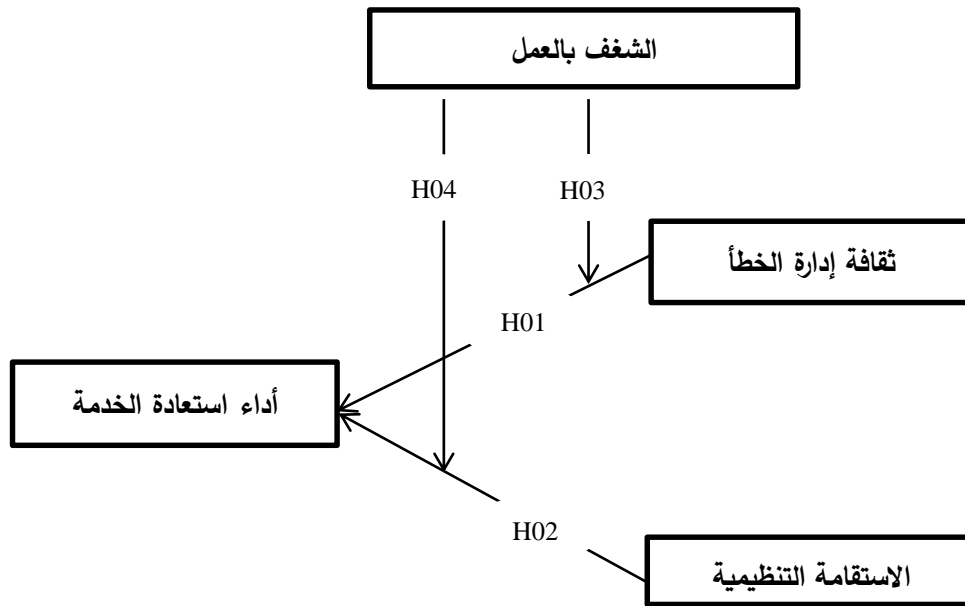 الشغف بالعمل
H04
H03
ثقافة إدارة الخطأ
H01
أداء استعادة الخدمة
H02
الاستقامة التنظيمية